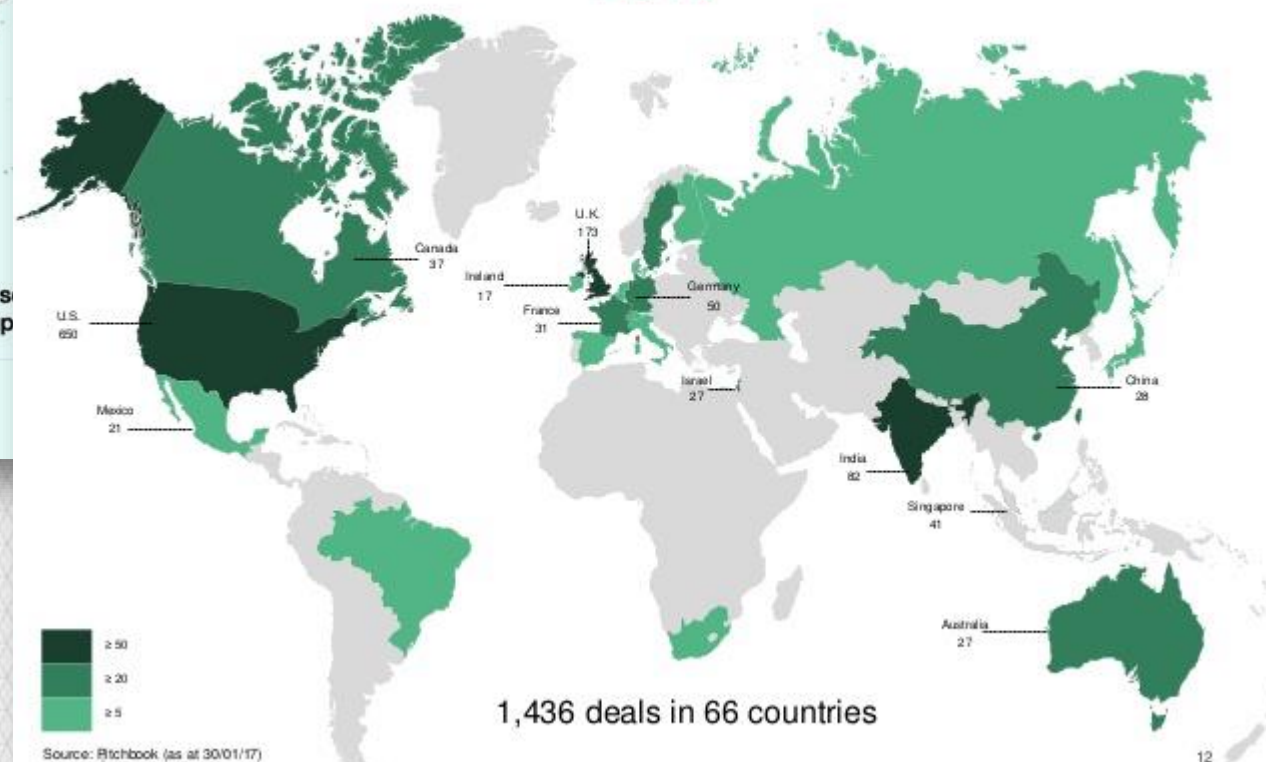 U.K.
173
Canada
37
Ireland
17
Germany
50
France
31
U.S.
650
Israel
27
China
28
Mexico
21
India
82
Singapore
41
Australia
27
≥ 50
≥ 20
≥ 5
1,436 deals in 66 countries
Source: Pitchbook (as at 30/01/17)
12